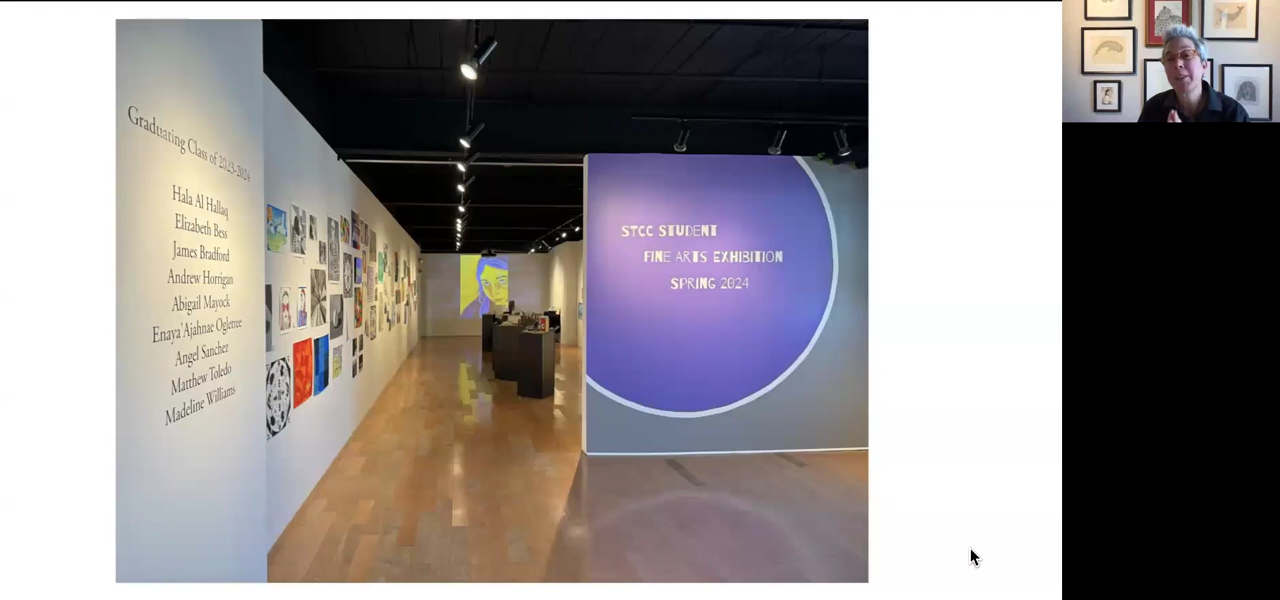 Graduating Class of 2023-2024
Hala Al Hallaq
Elizabeth Bess
James Bradford
Andrew Horrigan
Abigail Mayock
Enaya'Ajahnae Ogletree
Angel Sanchez
Matthew Toledo
Madeline Williams
STCC STUDENT
FINE ARTS EXHIBITION
SPRING 2024